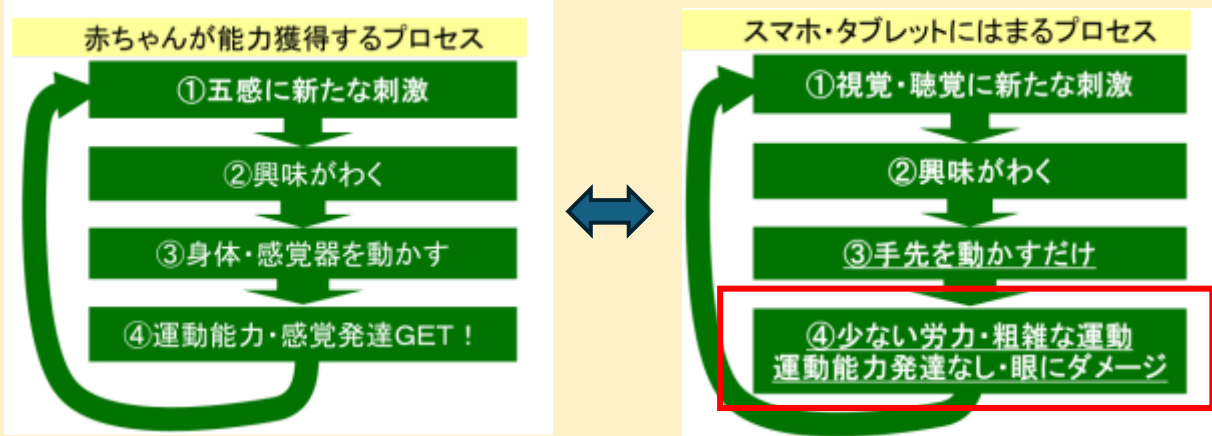 赤ちゃんが能力獲得するプロセス
①五感に新たな刺激
②興味がわく
③身体・感覚器を動かす
④運動能力・感覚発達GET！
スマホ・タブレットにはまるプロセス
①視覚・聴覚に新たな刺激
②興味がわく
③手先を動かすだけ
④少ない労力・粗雑な運動
運動能力発達なし・眼にダメージ